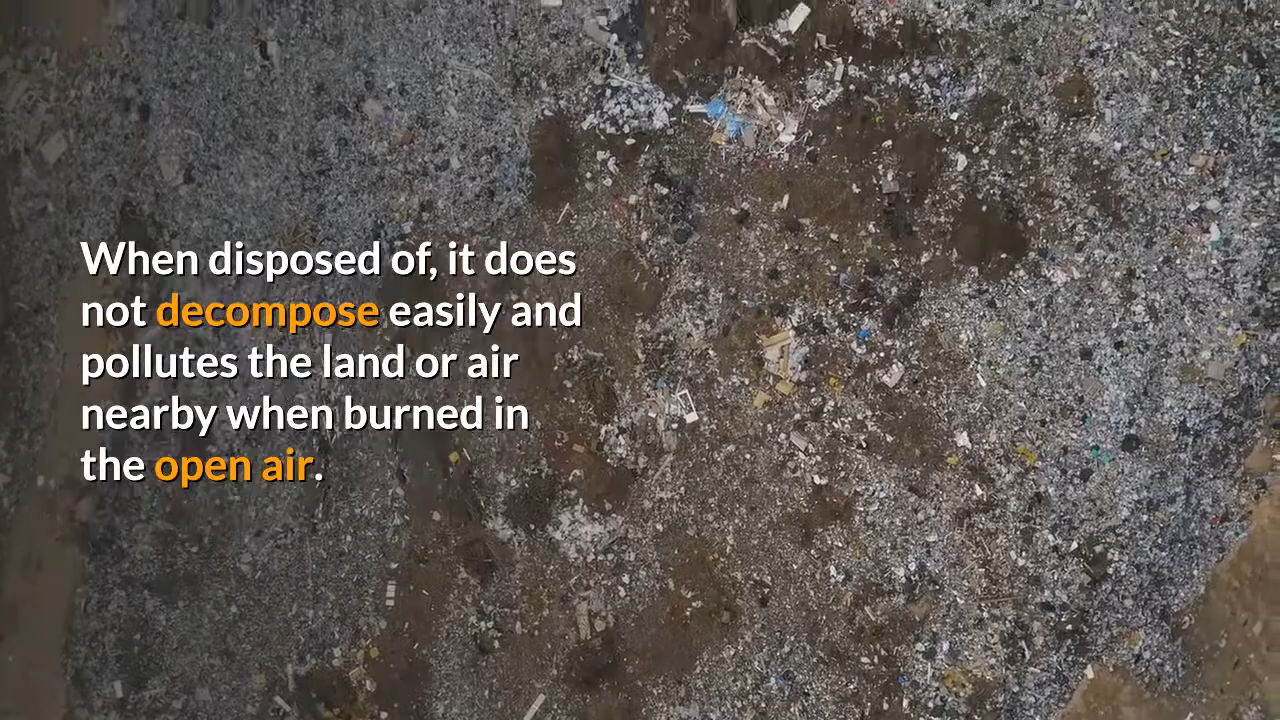 When disposed of, it does
not decompose easily and
pollutes the land or air
nearby when burned in
the open air.